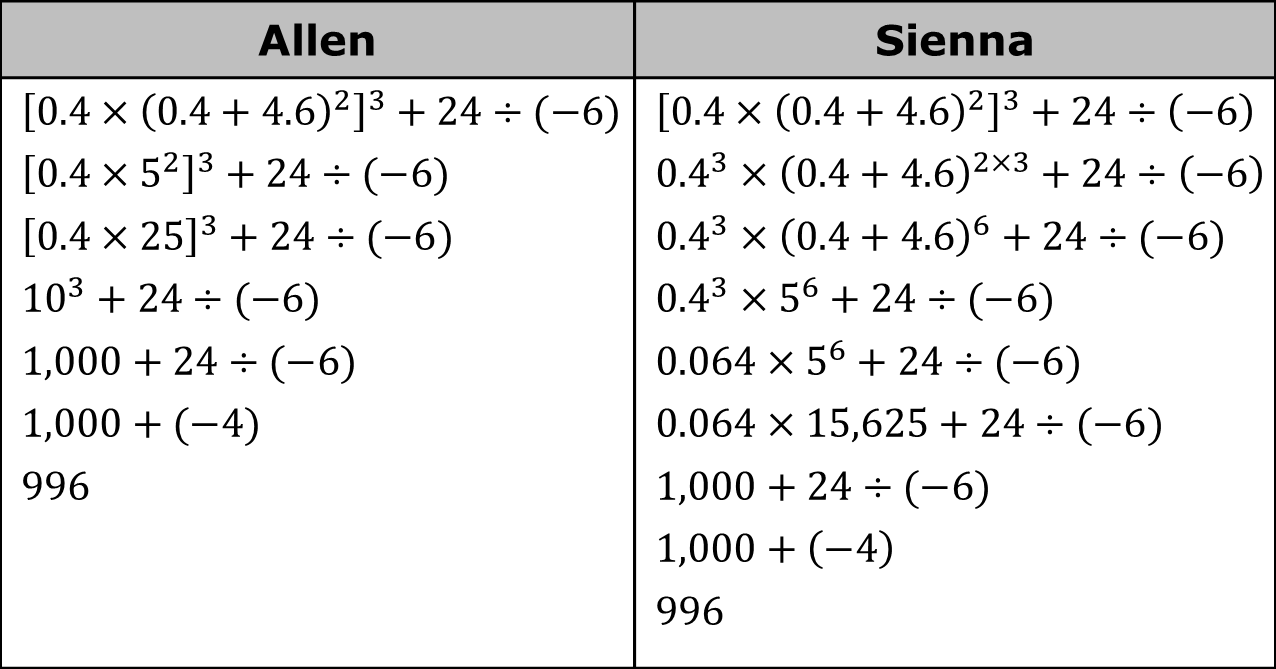 Allen
[0.4 × (0.4 + 4.6)²]³ + 24 ÷ (−6)
[0.4 × 5²]³ + 24 ÷ (−6)
[0.4 × 25]³ + 24 ÷ (−6)
10³ + 24 ÷ (−6)
1,000 + 24 ÷ (−6)
1,000 + (−4)
996
Sienna
[0.4 × (0.4 + 4.6)²]³ + 24 ÷ (−6)
0.4³ × (0.4 + 4.6)²ˣ³ + 24 ÷ (−6)
0.4³ × (0.4 + 4.6)⁶ + 24 ÷ (−6)
0.4³ × 5⁶ + 24 ÷ (−6)
0.064 × 5⁶ + 24 ÷ (−6)
0.064 × 15,625 + 24 ÷ (−6)
1,000 + 24 ÷ (−6)
1,000 + (−4)
996